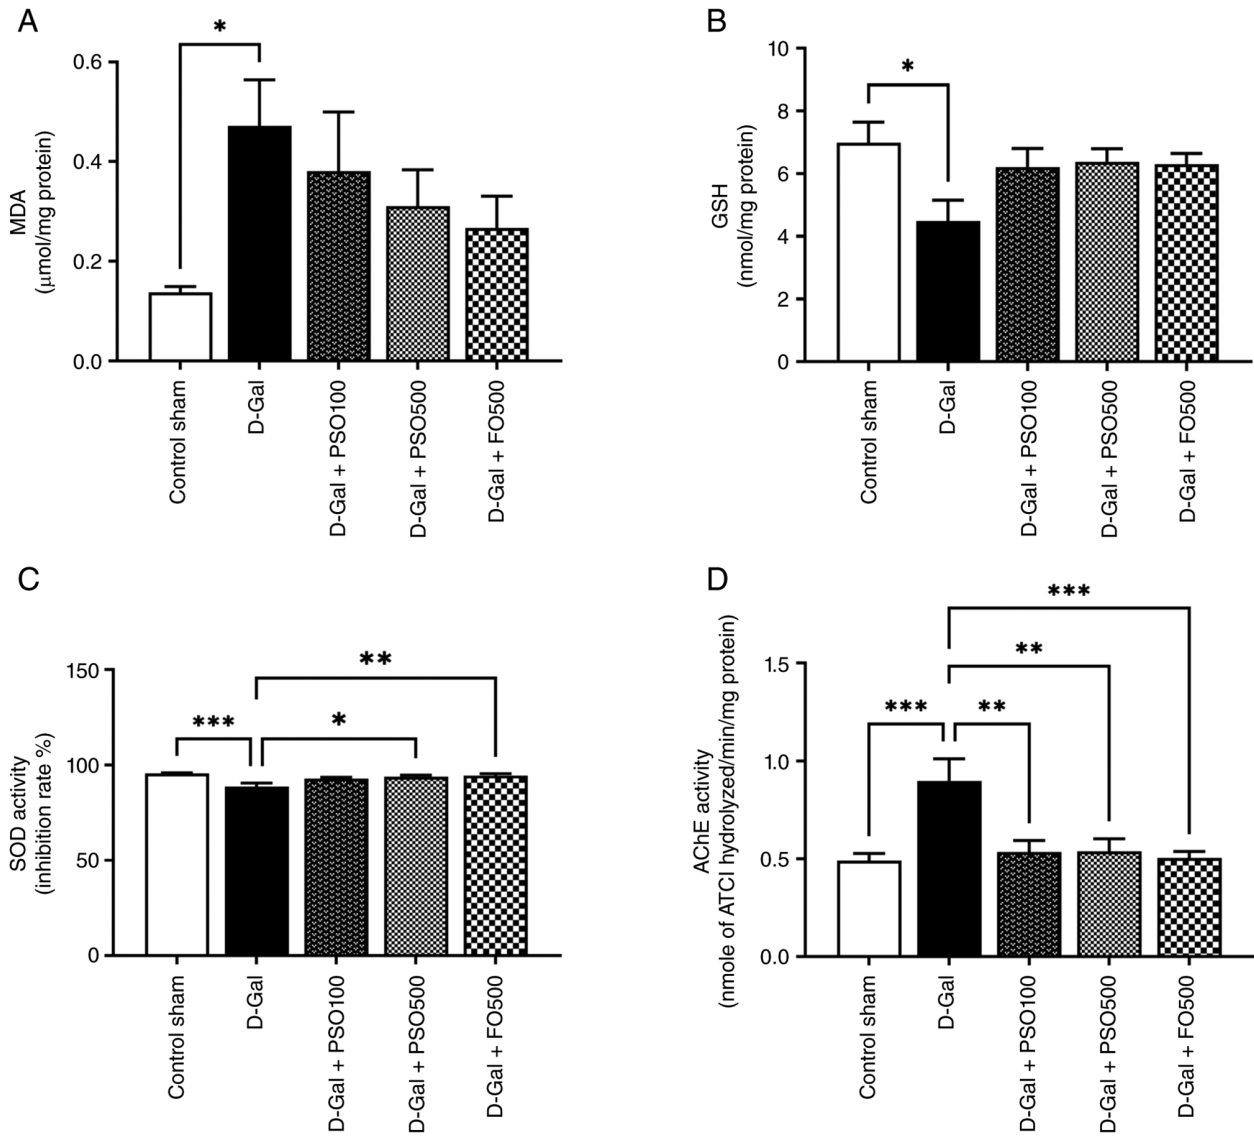 A
*
0.6
0.4
0.2
0.0
MDA
(μmol/mg protein)
Control sham
D-Gal
D-Gal + PSO100
D-Gal + PSO500
D-Gal + FO500
B
*
10
8
6
4
2
0
GSH
(nmol/mg protein)
Control sham
D-Gal
D-Gal + PSO100
D-Gal + PSO500
D-Gal + FO500
C
**
***
*
150
100
50
0
SOD activity
(inhibition rate %)
Control sham
D-Gal
D-Gal + PSO100
D-Gal + PSO500
D-Gal + FO500
D
***
**
***
**
1.5
1.0
0.5
0.0
AChE activity
(nmole of ATCI hydrolyzed/min/mg protein)
Control sham
D-Gal
D-Gal + PSO100
D-Gal + PSO500
D-Gal + FO500